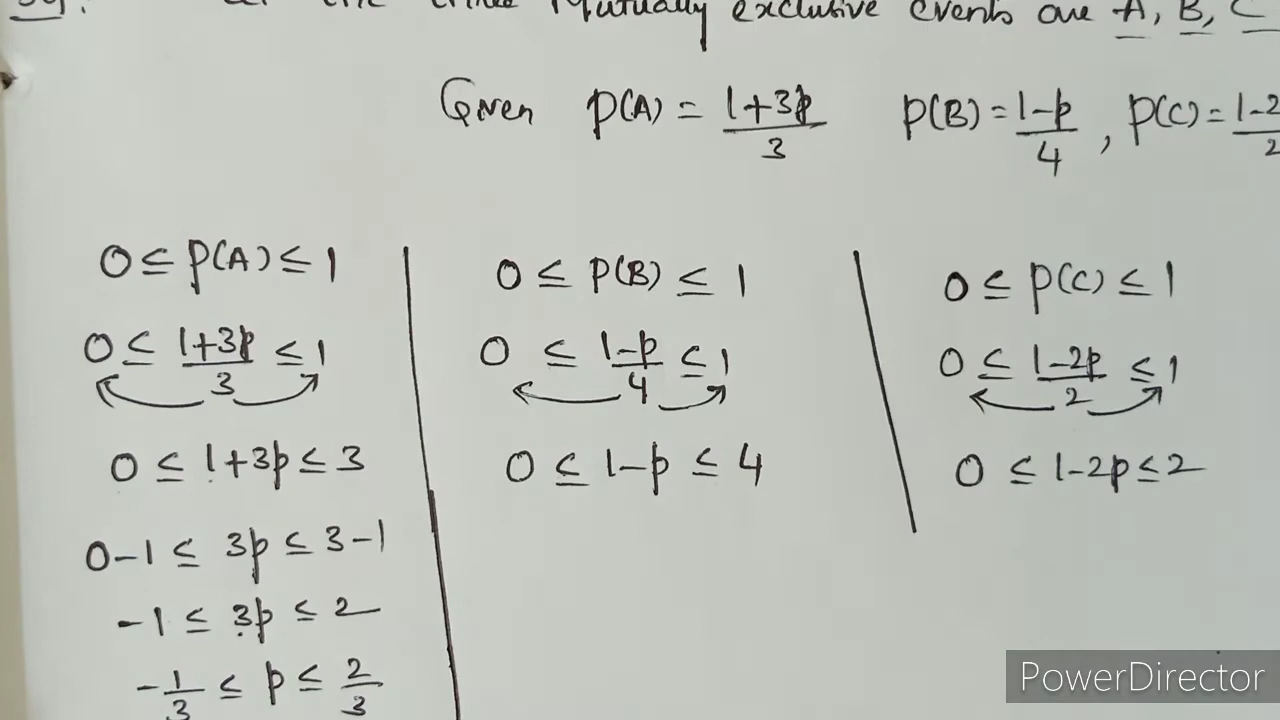 Mutually exclusive events are A, B, C
Given P(A) = 1+3p/3 P(B) = 1-p/4 , P(C) = 1-2/2
0 ≤ P(A) ≤ 1
0 ≤ 1+3p/3 ≤ 1
0 ≤ 1+3p ≤ 3
0-1 ≤ 3p ≤ 3-1
-1 ≤ 3p ≤ 2
-1/3 ≤ p ≤ 2/3
0 ≤ P(B) ≤ 1
0 ≤ 1-p/4 ≤ 1
0 ≤ 1-p ≤ 4
0 ≤ P(C) ≤ 1
0 ≤ 1-2p/2 ≤ 1
0 ≤ 1-2p ≤ 2
PowerDirector